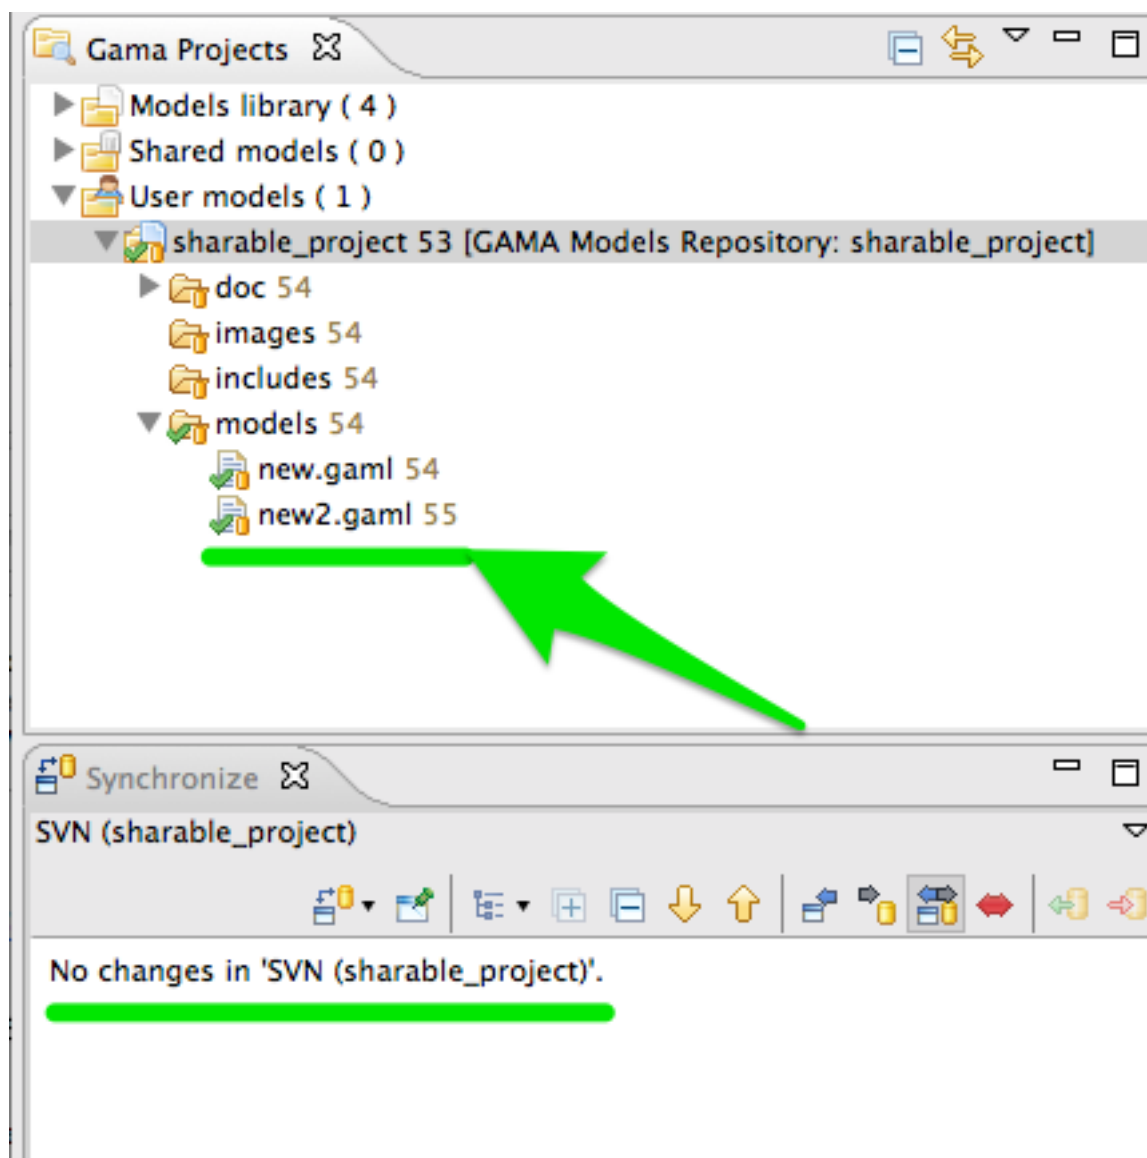 Gama Projects
Models library ( 4 )
Shared models ( 0 )
User models ( 1 )
sharable_project 53 [GAMA Models Repository: sharable_project]
doc 54
images 54
includes 54
models 54
new.gaml 54
new2.gaml 55
Synchronize
SVN (sharable_project)
No changes in 'SVN (sharable_project)'.